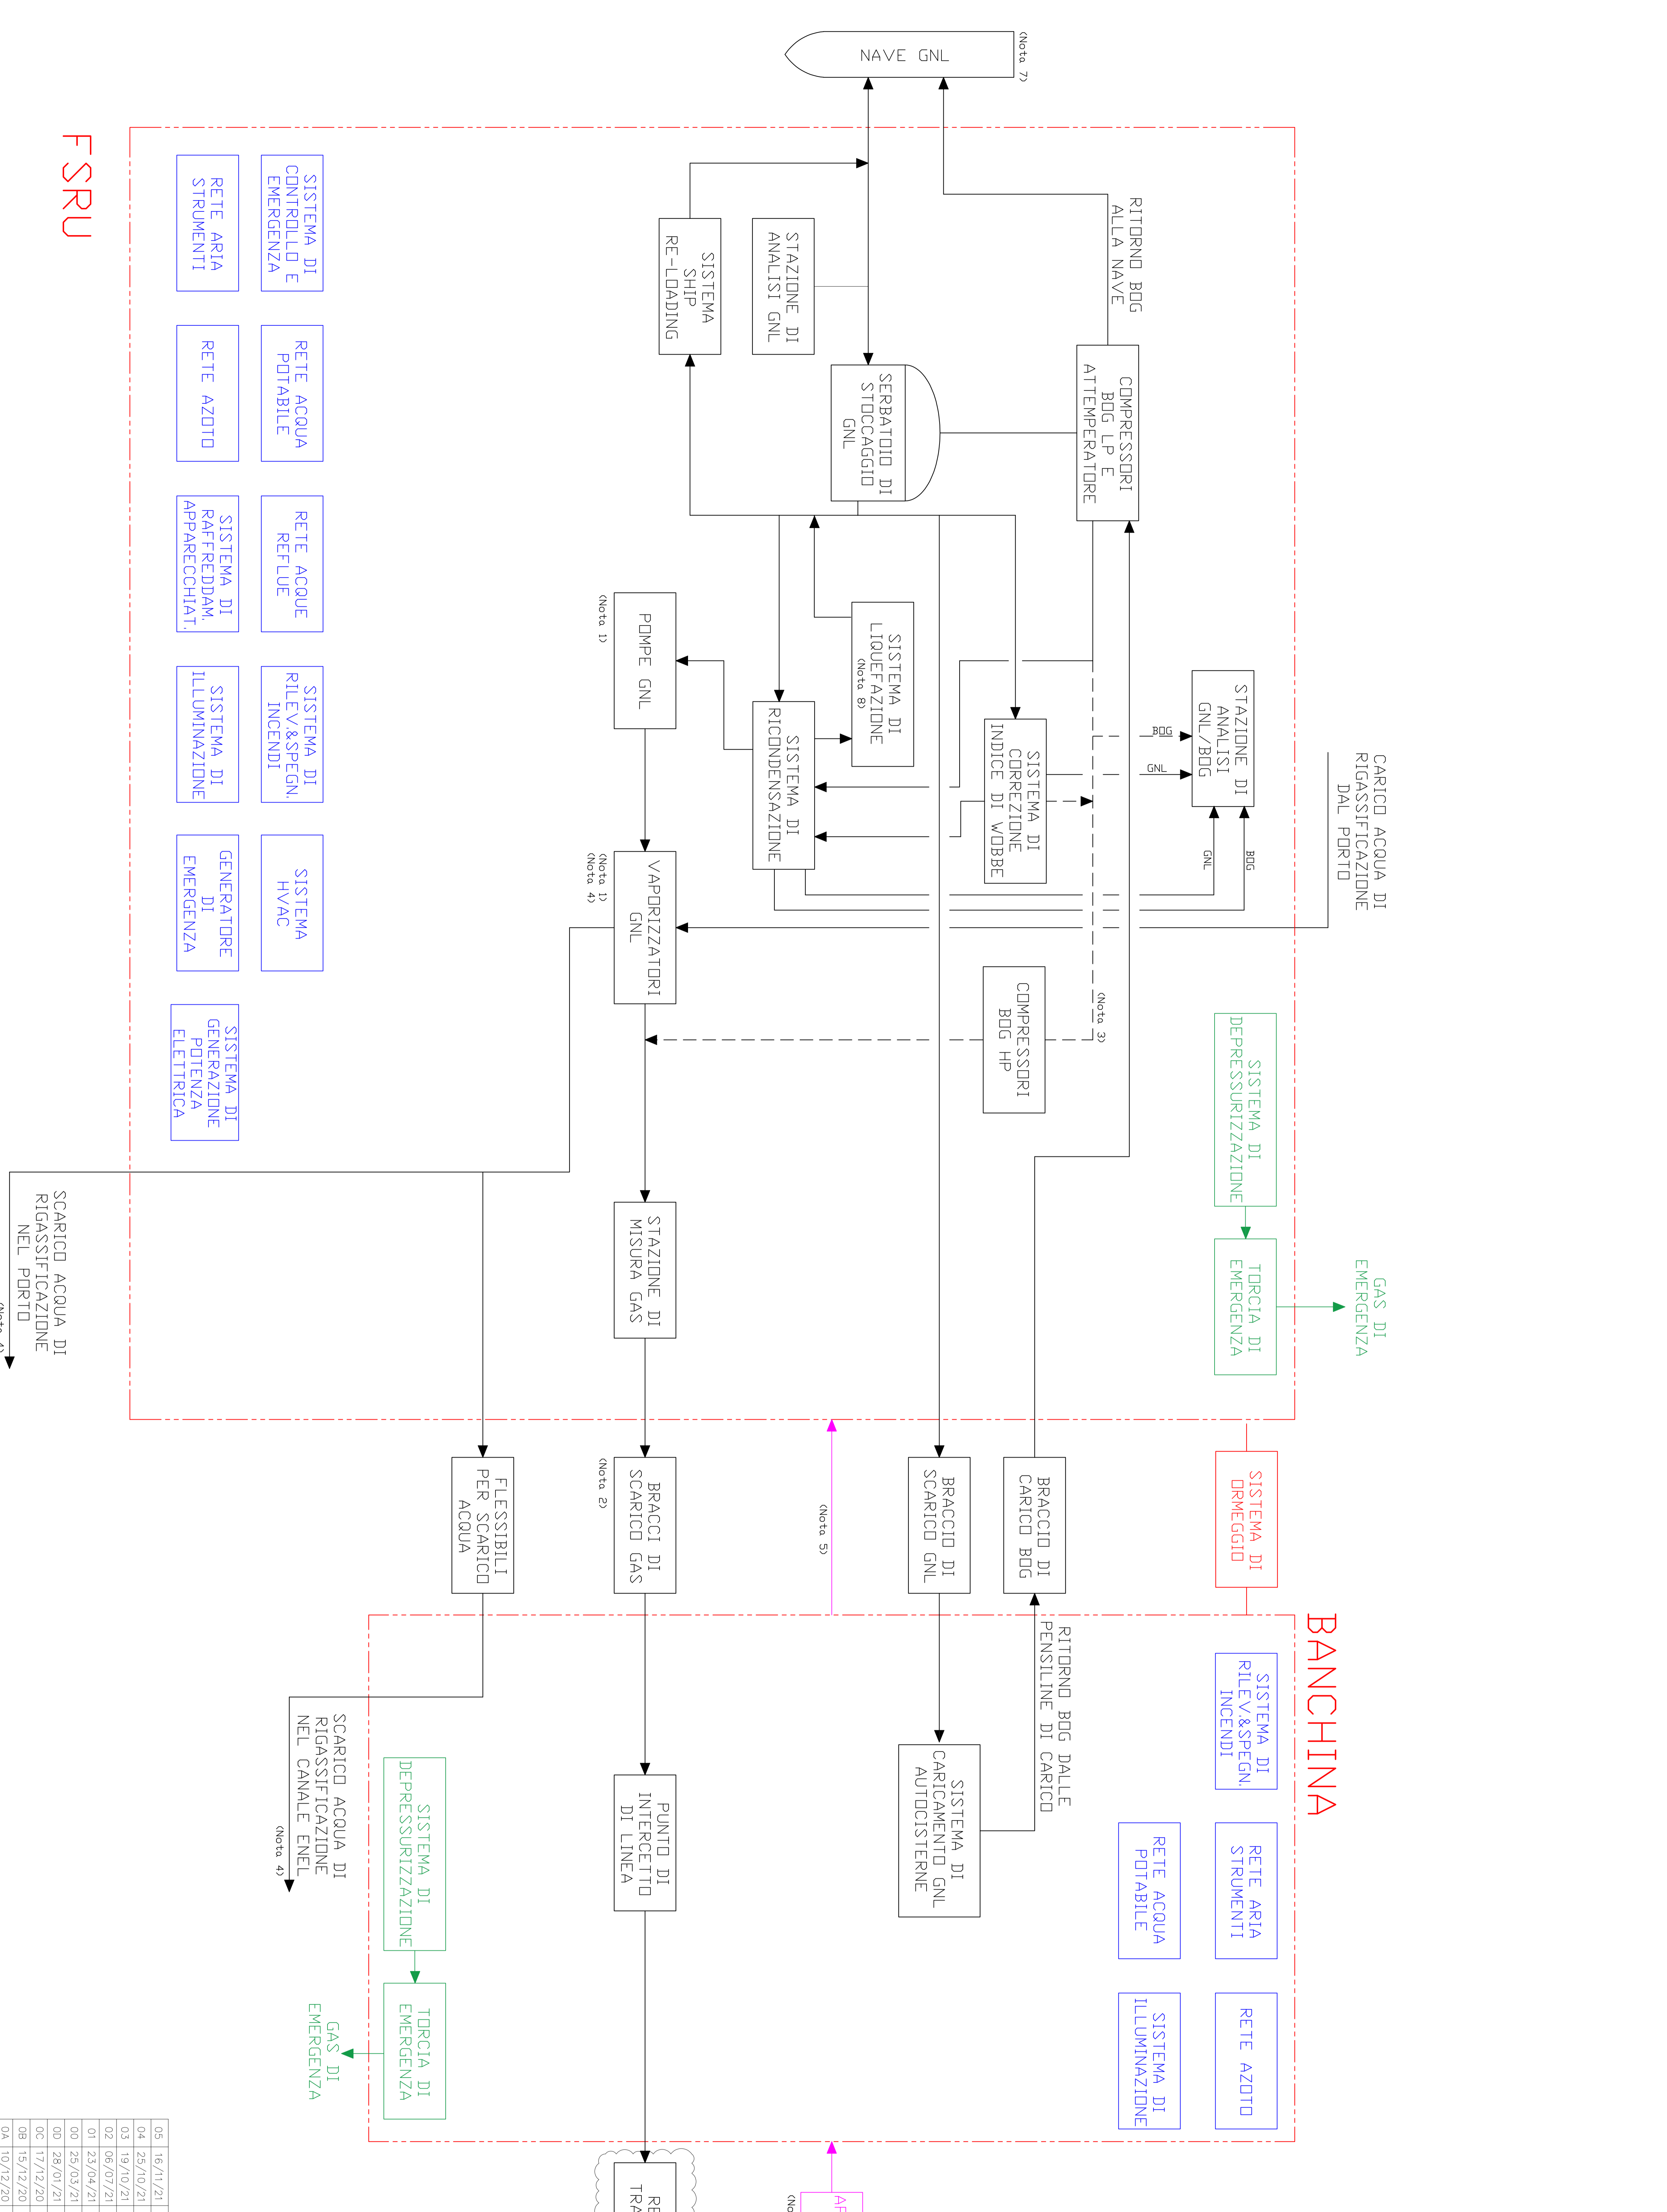 (Nota 7)
NAVE GNL
FSRU
SISTEMA DI
CONTROLLO E
EMERGENZA
RETE ARIA
STRUMENTI
RETE ACQUA
POTABILE
RETE AZOTO
RETE ACQUE
REFLUE
SISTEMA DI
RAFFREDDAM.
APPARECCHIAT.
SISTEMA DI
RILEV.&SPEGN.
INCENDI
SISTEMA DI
ILLUMINAZIONE
SISTEMA
HVAC
GENERATORE
DI
EMERGENZA
SISTEMA DI
GENERAZIONE
POTENZA
ELETTRICA
RITORNO BOG
ALLA NAVE
COMPRESSORI
BOG LP E
ATTEMPERATORE
STAZIONE DI
ANALISI GNL
SISTEMA
SHIP
RE-LOADING
SERBATOIO DI
STOCCAGGIO
GNL
STAZIONE DI
ANALISI
GNL/BOG
BOG
GNL
BOG
GNL
SISTEMA DI
CORREZIONE
INDICE DI WOBBE
SISTEMA DI
LIQUEFAZIONE
(Nota 8)
SISTEMA DI
RICONDENSAZIONE
POMPE GNL
(Nota 1)
VAPORIZZATORI
GNL
(Nota 1)
(Nota 4)
CARICO ACQUA DI
RIGASSIFICAZIONE
DAL PORTO
(Nota 3)
COMPRESSORI
BOG HP
SISTEMA DI
DEPRESSURIZZAZIONE
TORCIA DI
EMERGENZA
GAS DI
EMERGENZA
STAZIONE DI
MISURA GAS
SCARICO ACQUA DI
RIGASSIFICAZIONE
NEL PORTO
(Nota 4)
SISTEMA DI
ORMEGGIO
BRACCIO DI
CARICO BOG
BRACCIO DI
SCARICO GNL
(Nota 5)
BRACCI DI
SCARICO GAS
(Nota 2)
FLESSIBILI
PER SCARICO
ACQUA
BANCHINA
SISTEMA DI
RILEV.&SPEGN.
INCENDI
RETE ARIA
STRUMENTI
RETE AZOTO
RETE ACQUA
POTABILE
SISTEMA DI
ILLUMINAZIONE
RITORNO BOG DALLE
PENSILINE DI CARICO
SISTEMA DI
CARICAMENTO GNL
AUTOCISTERNE
PUNTO DI
INTERCETTO
DI LINEA
SCARICO ACQUA DI
RIGASSIFICAZIONE
NEL CANALE ENEL
(Nota 4)
SISTEMA DI
DEPRESSURIZZAZIONE
TORCIA DI
EMERGENZA
GAS DI
EMERGENZA
05 16/11/21
04 25/10/21
03 19/10/21
02 06/07/21
01 23/04/21
00 25/03/21
0D 28/01/21
0C 17/12/20
0B 15/12/20
0A 10/12/20